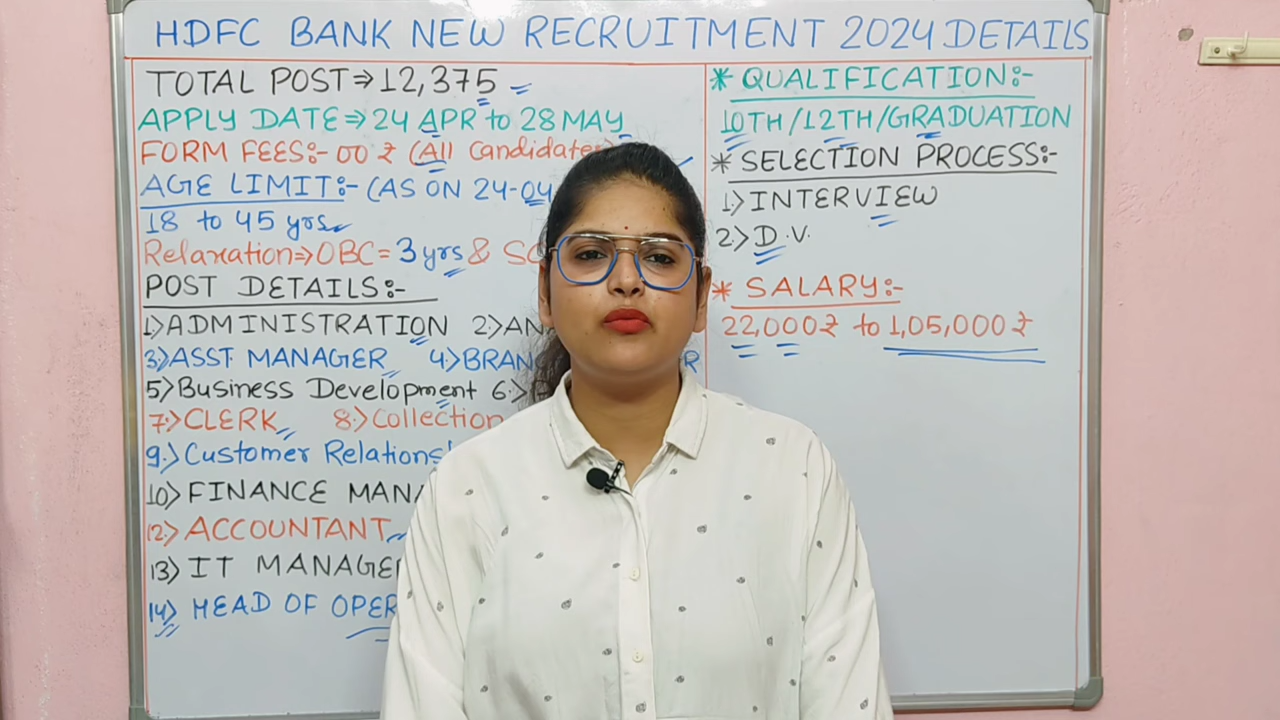 HDFC BANK NEW RECRUITMENT 2024 DETAILS
TOTAL POST⇒12,375
APPLY DATE⇒24 APR to 28 MAY
FORM FEES:- 00 ₹ (All Candidates)
AGE LIMIT:- (AS ON 24-04
18 to 45 yrs
Relaxation⇒OBC= 3 yrs & SC
POST DETAILS:-
1>ADMINISTRATION 2>AN
3>ASST MANAGER 4>BRAN R
5>Business Development 6>
7>CLERK 8>Collection
9>Customer Relations
10>FINANCE MANA
12>ACCOUNTANT
13>IT MANAGER
14>HEAD OF OPER
* QUALIFICATION:-
10TH/12TH/GRADUATION
* SELECTION PROCESS:-
1>INTERVIEW
2>D.V.
* SALARY:-
22,000₹ to 1,05,000₹